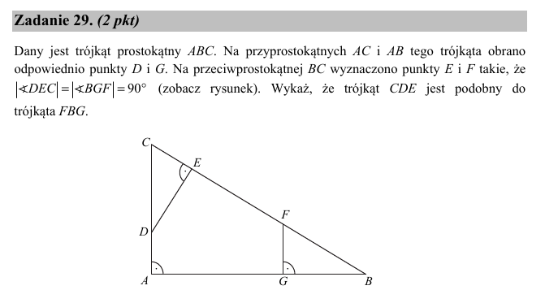 Zadanie 29. (2 pkt)
Dany jest trójkąt prostokątny ABC. Na przyprostokątnych AC i AB tego trójkąta obrano
odpowiednio punkty D i G. Na przeciwprostokątnej BC wyznaczono punkty E i F takie, że
|∢DEC|=|∢BGF|=90° (zobacz rysunek). Wykaż, że trójkąt CDE jest podobny do
trójkąta FBG.
C
E
F
D
A
G
B